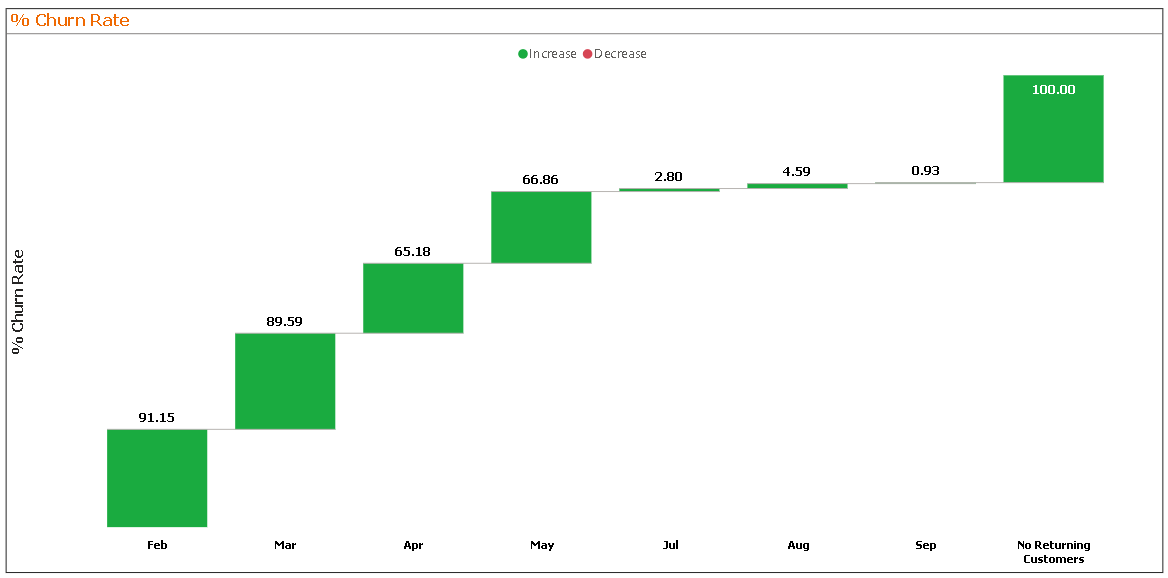 % Churn Rate
Increase Decrease
100.00
0.93
4.59
2.80
66.86
65.18
89.59
91.15
% Churn Rate
Feb Mar Apr May Jul Aug Sep No Returning
Customers